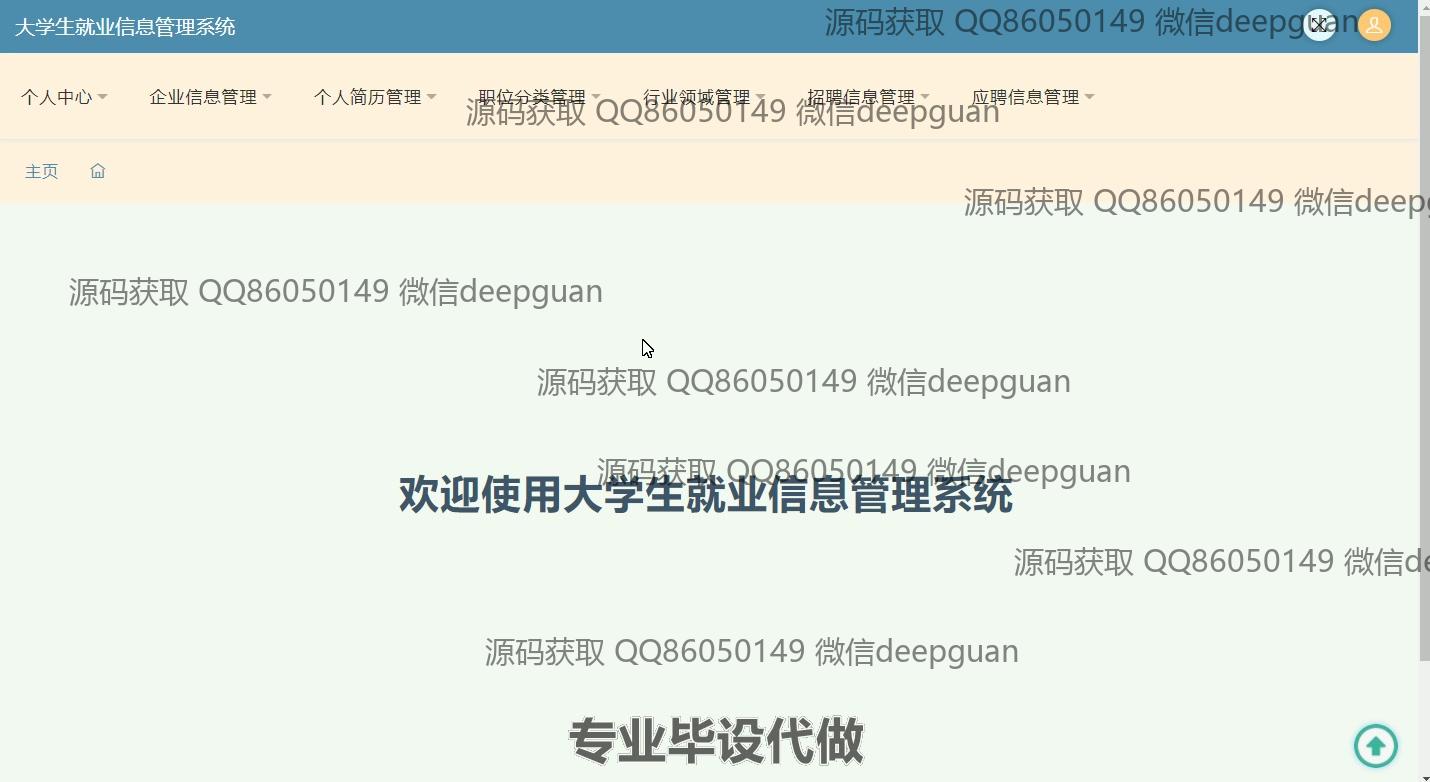 大学生就业信息管理系统
源码获取 QQ86050149 微信deepguan
个人中心 企业信息管理 个人简历管理 职位分类管理 行业领域管理 招聘信息管理 应聘信息管理
源码获取 QQ86050149 微信deepguan
主页
源码获取 QQ86050149 微信deep
源码获取 QQ86050149 微信deepguan
源码获取 QQ86050149 微信deepguan
源码获取 QQ86050149 微信deepguan
欢迎使用大学生就业信息管理系统
源码获取 QQ86050149 微信de
源码获取 QQ86050149 微信deepguan
专业毕设代做